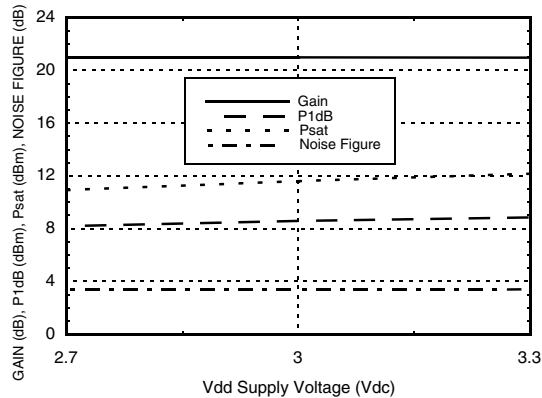 GAIN (dB), P1dB (dBm), Psat (dBm), NOISE FIGURE (dB)
24
20
16
12
8
4
0
Gain
P1dB
Psat
Noise Figure
2.7
3
3.3
Vdd Supply Voltage (Vdc)